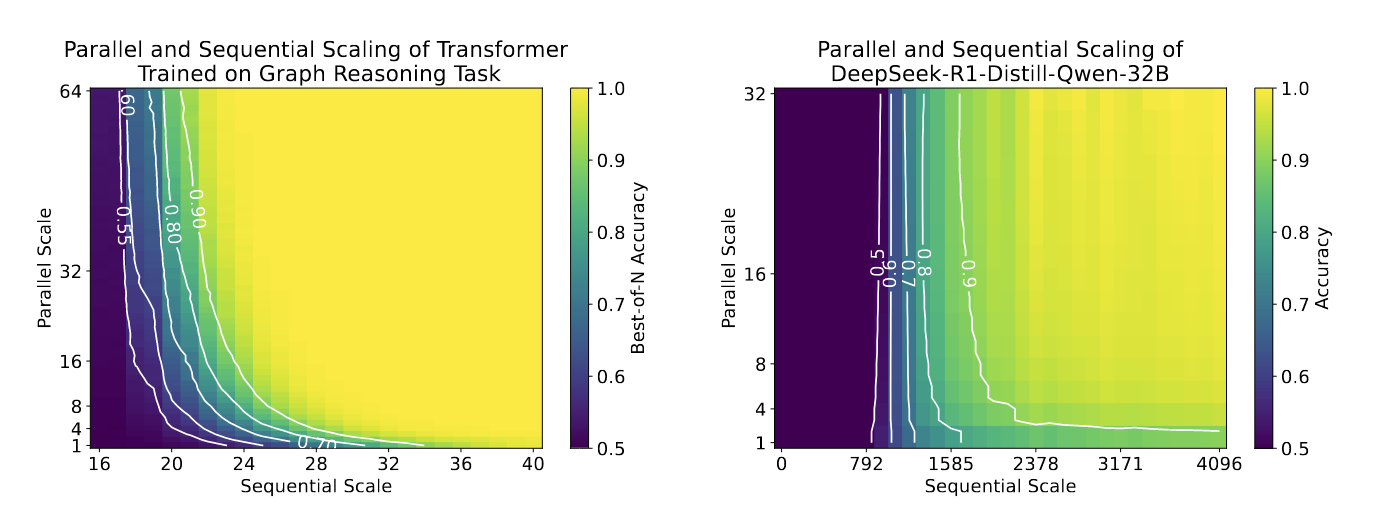 Parallel and Sequential Scaling of Transformer
Trained on Graph Reasoning Task
64
32
16
8
4
1
Parallel Scale
.60
0.55
0.80
0.90
0.70
16 20 24 28 32 36 40
Sequential Scale
1.0
0.9
0.8
0.7
0.6
0.5
Best-of-N Accuracy
Parallel and Sequential Scaling of
DeepSeek-R1-Distill-Qwen-32B
32
16
8
4
1
Parallel Scale
0.5
0.6
0.7
0.8
0.9
0 792 1585 2378 3171 4096
Sequential Scale
1.0
0.9
0.8
0.7
0.6
0.5
Accuracy